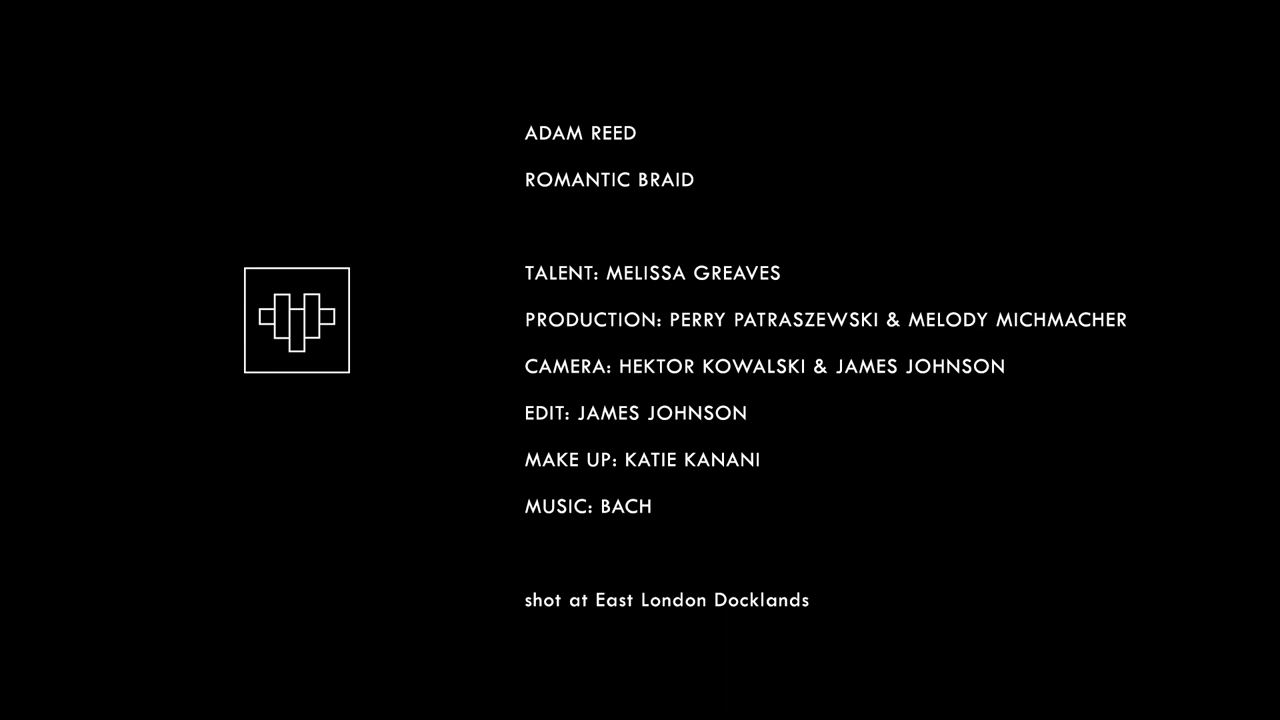 ADAM REED
ROMANTIC BRAID
TALENT: MELISSA GREAVES
PRODUCTION: PERRY PATRASZEWSKI & MELODY MICHMACHER
CAMERA: HEKTOR KOWALSKI & JAMES JOHNSON
EDIT: JAMES JOHNSON
MAKE UP: KATIE KANANI
MUSIC: BACH
shot at East London Docklands